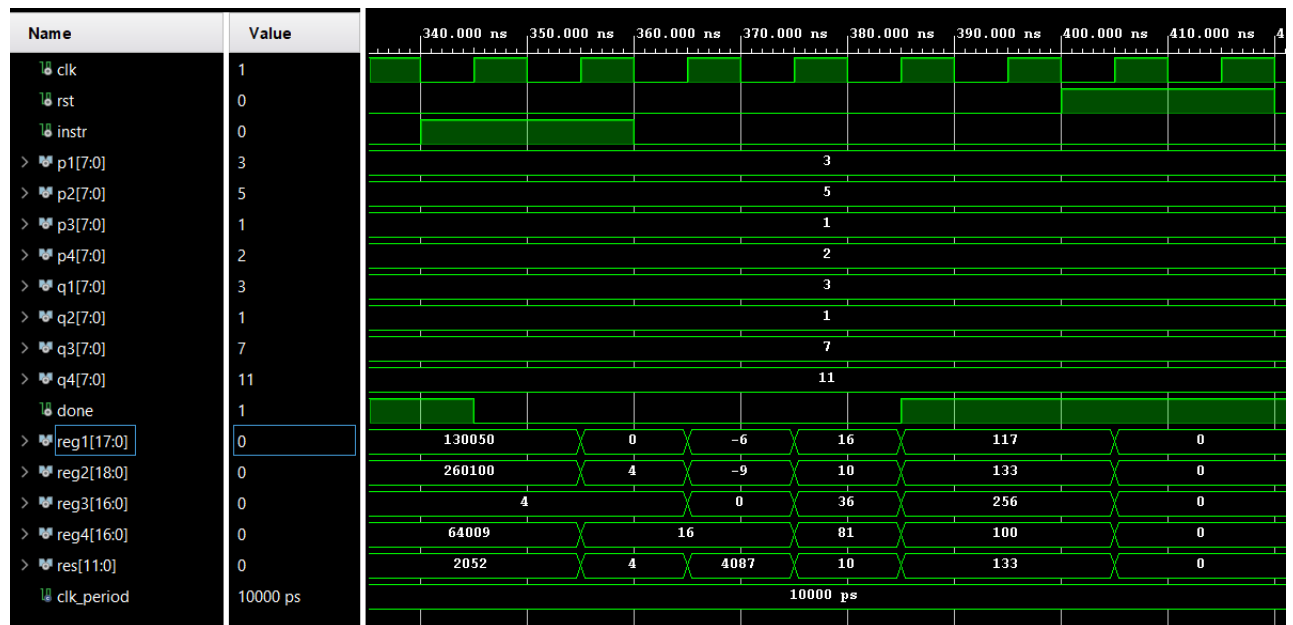 Name Value 340.000 ns 350.000 ns 360.000 ns 370.000 ns 380.000 ns 390.000 ns 400.000 ns 410.000 ns 4
clk 1
rst 0
instr 0
p1[7:0] 3 3
p2[7:0] 5 5
p3[7:0] 1 1
p4[7:0] 2 2
q1[7:0] 3 3
q2[7:0] 1 1
q3[7:0] 7 7
q4[7:0] 11 11
done 1
reg1[17:0] 0 130050 0 -6 16 117 0
reg2[18:0] 0 260100 4 -9 10 133 0
reg3[16:0] 0 4 0 36 256 0
reg4[16:0] 0 64009 16 81 100 0
res[11:0] 0 2052 4 4087 10 133 0
clk_period 10000 ps 10000 ps